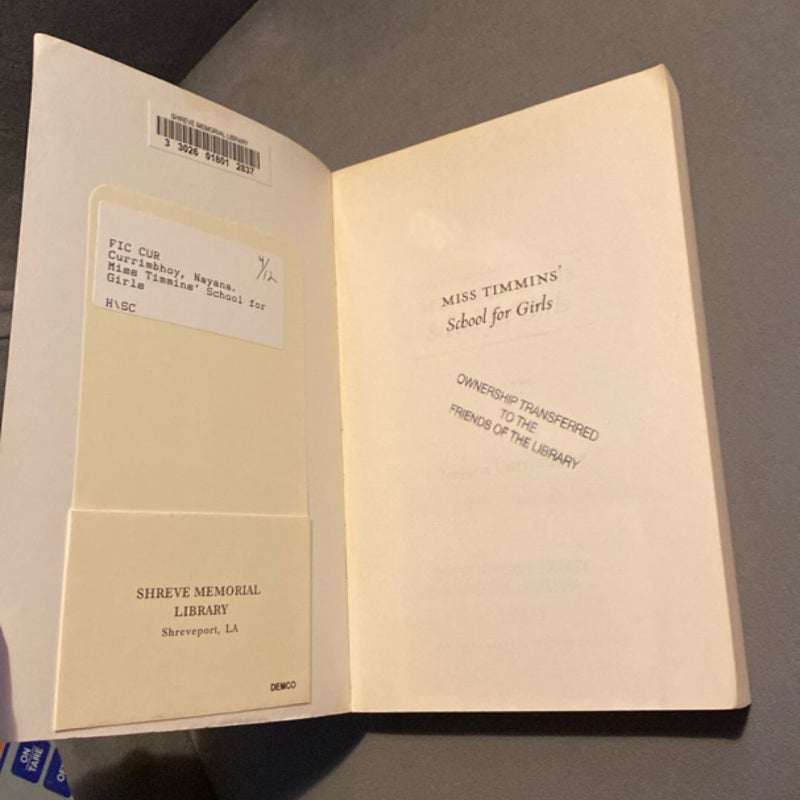 SHREVE MEMORIAL LIBRARY
3 3026 01801 2837
FIC CUR
4/12
Currimbhoy, Nayana.
Miss Timmins' School for
Girls
H\SC
SHREVE MEMORIAL
LIBRARY
Shreveport, LA
DEMCO
MISS TIMMINS'
School for Girls
OWNERSHIP TRANSFERRED
TO THE
FRIENDS OF THE LIBRARY
ON
TARE